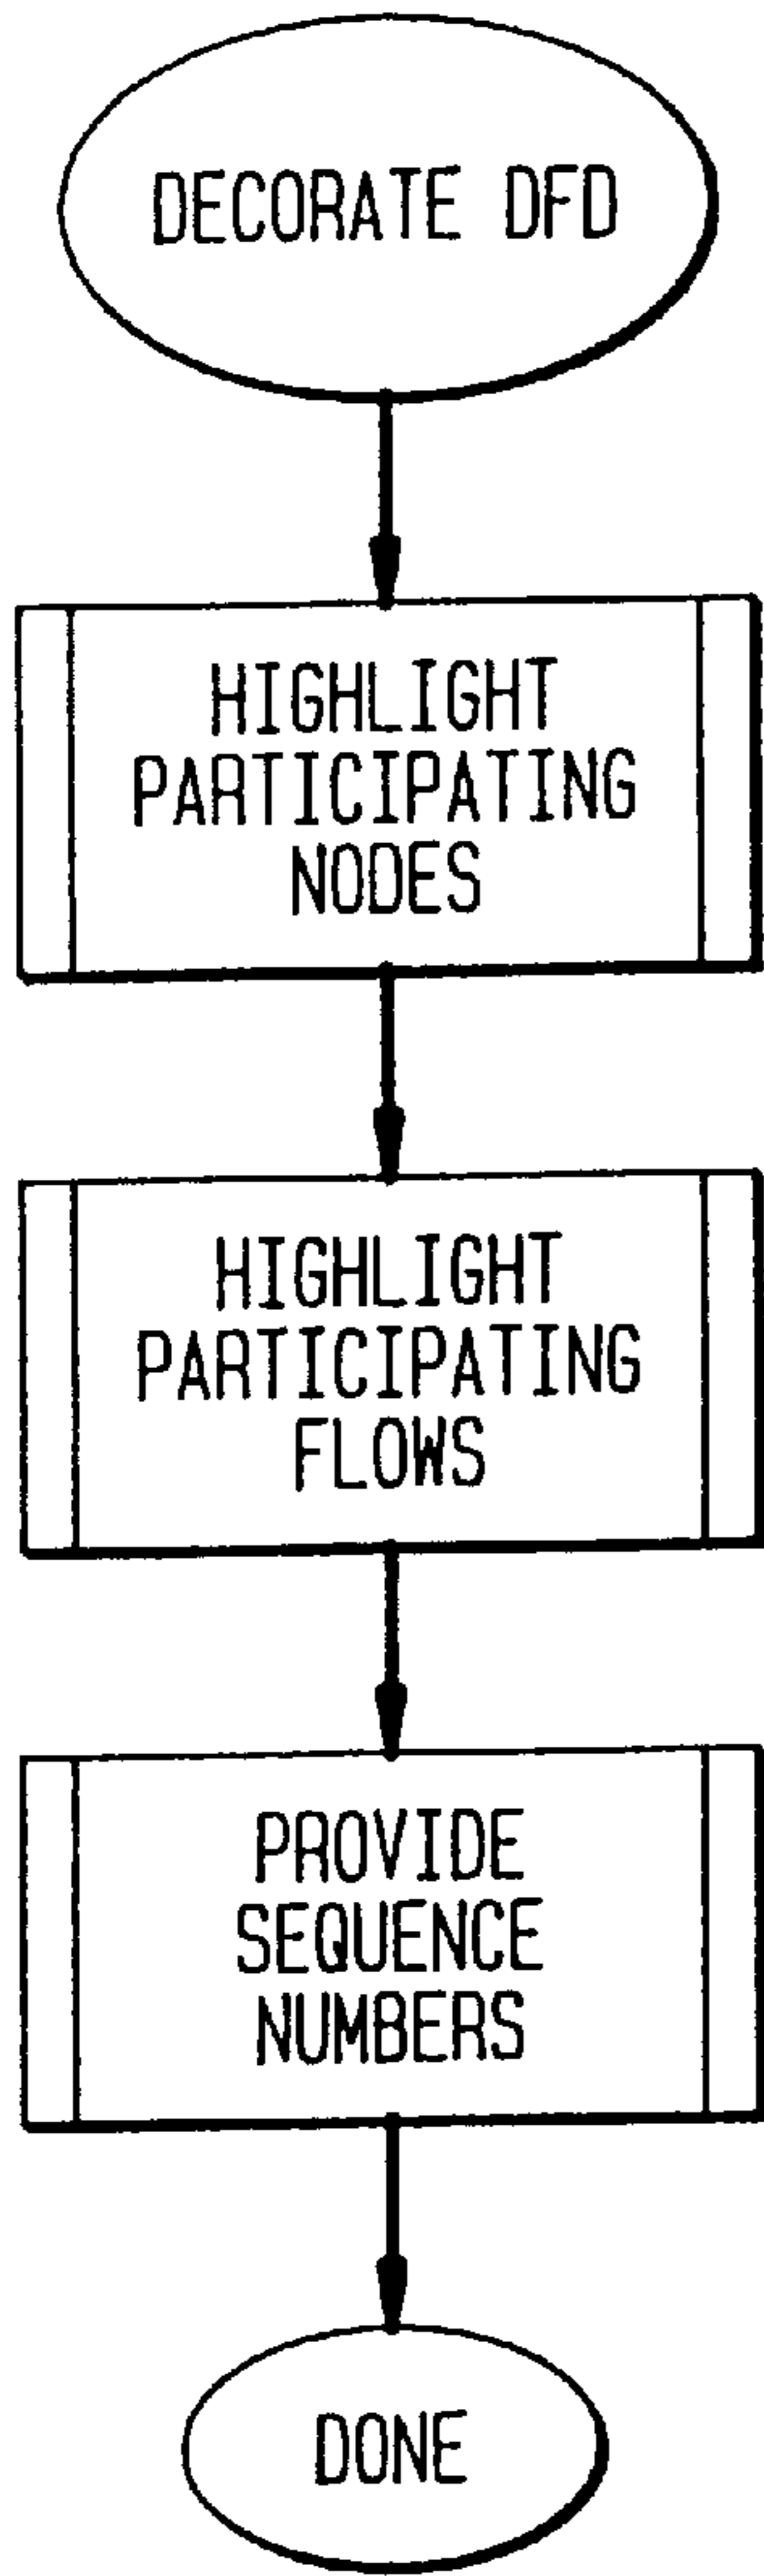 DECORATE DFD
HIGHLIGHT
PARTICIPATING
NODES
HIGHLIGHT
PARTICIPATING
FLOWS
PROVIDE
SEQUENCE
NUMBERS
DONE